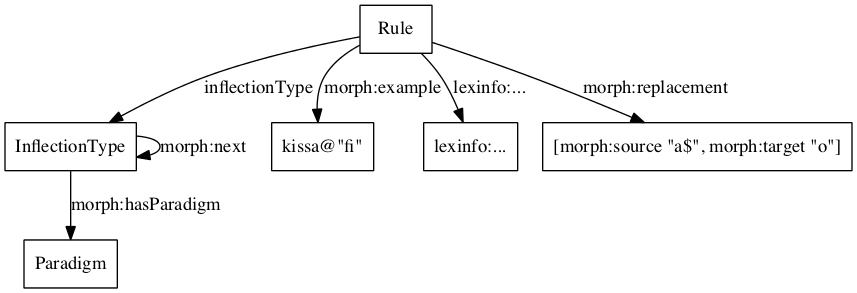 Rule
inflectionType
morph:example
lexinfo:...
morph:replacement
InflectionType
morph:next
kissa@"fi"
lexinfo:...
[morph:source "a$", morph:target "o"]
morph:hasParadigm
Paradigm